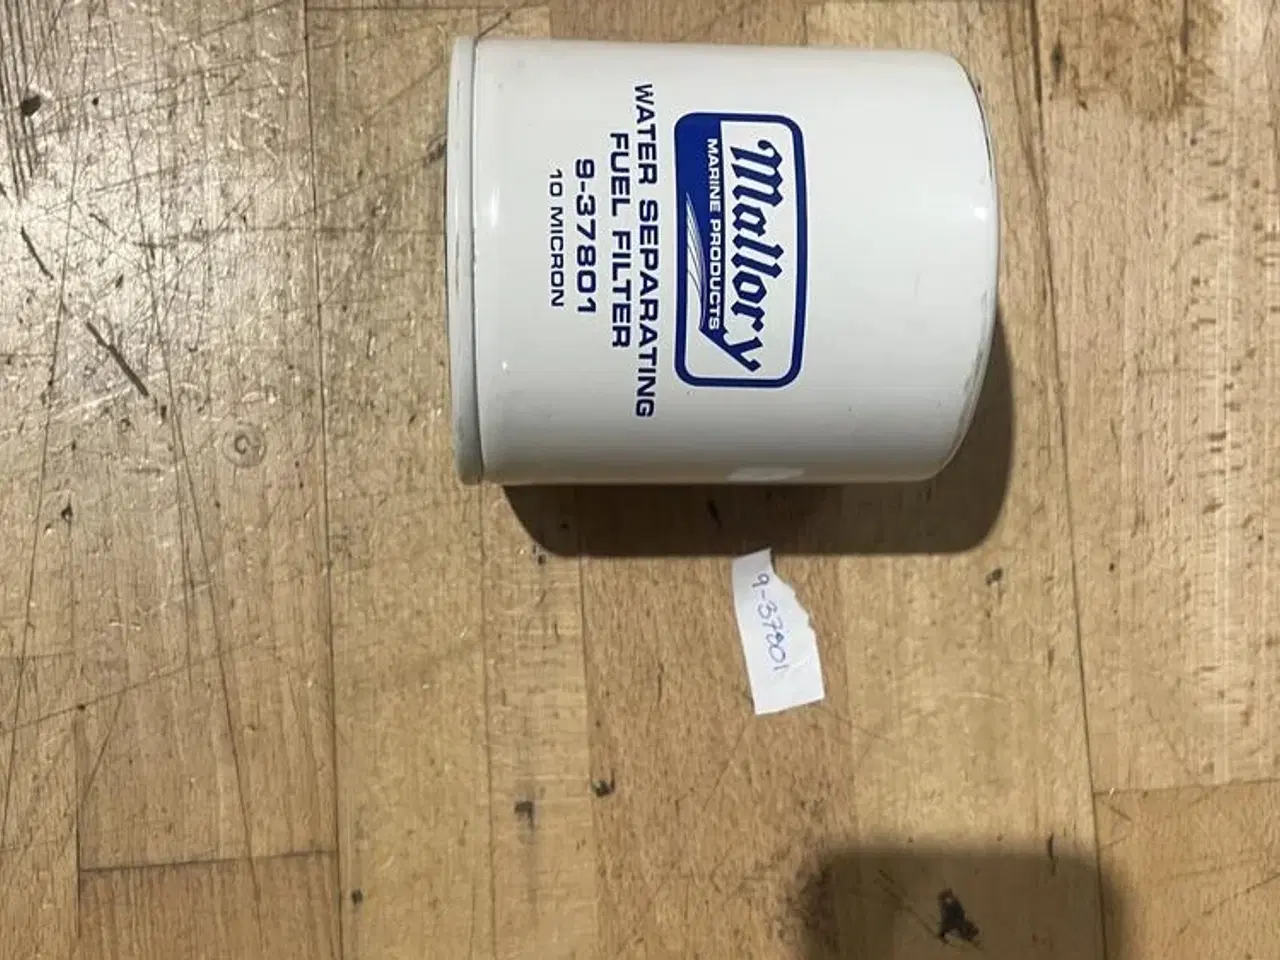 Mallory
MARINE PRODUCTS
WATER SEPARATING
FUEL FILTER
9-37801
10 MICRON
9-37801